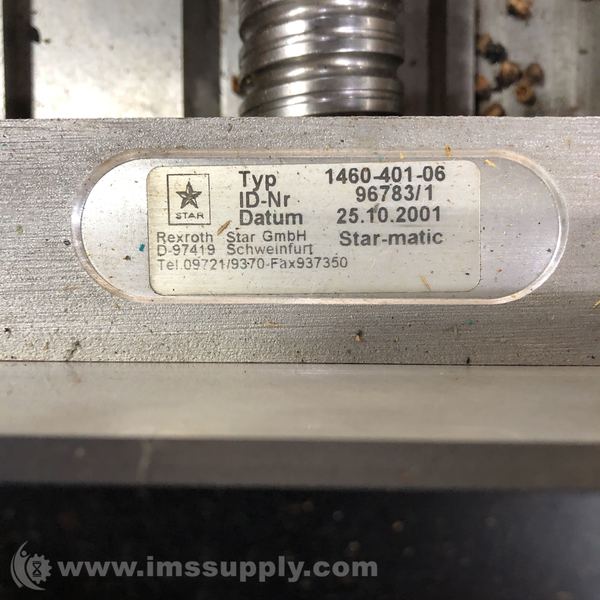 STAR
Typ 1460-401-06
ID-Nr 96783/1
Datum 25.10.2001
Rexroth Star GmbH Star-matic
D-97419 Schweinfurt
Tel.09721/9370-Fax937350
www.imssupply.com